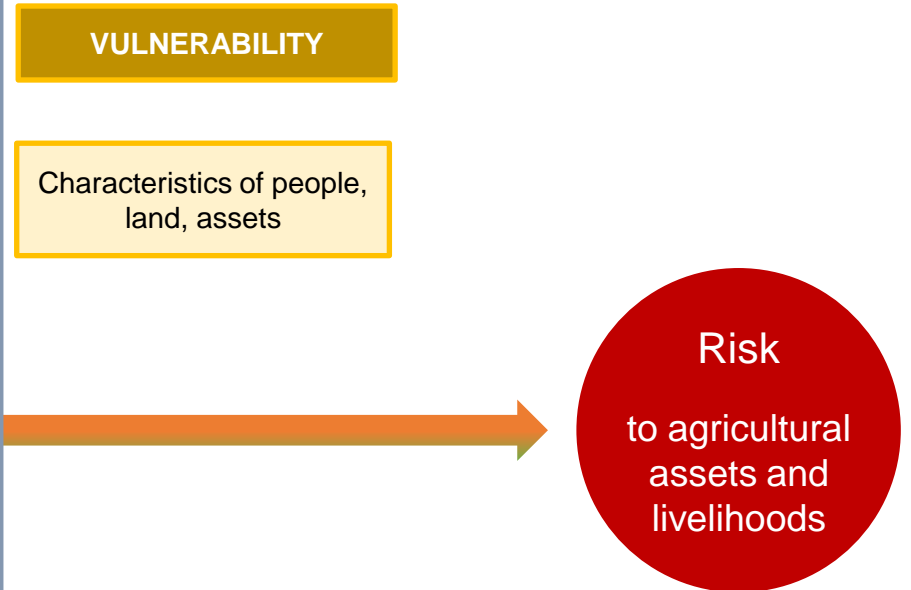 VULNERABILITY
Characteristics of people,
land, assets
Risk
to agricultural
assets and
livelihoods